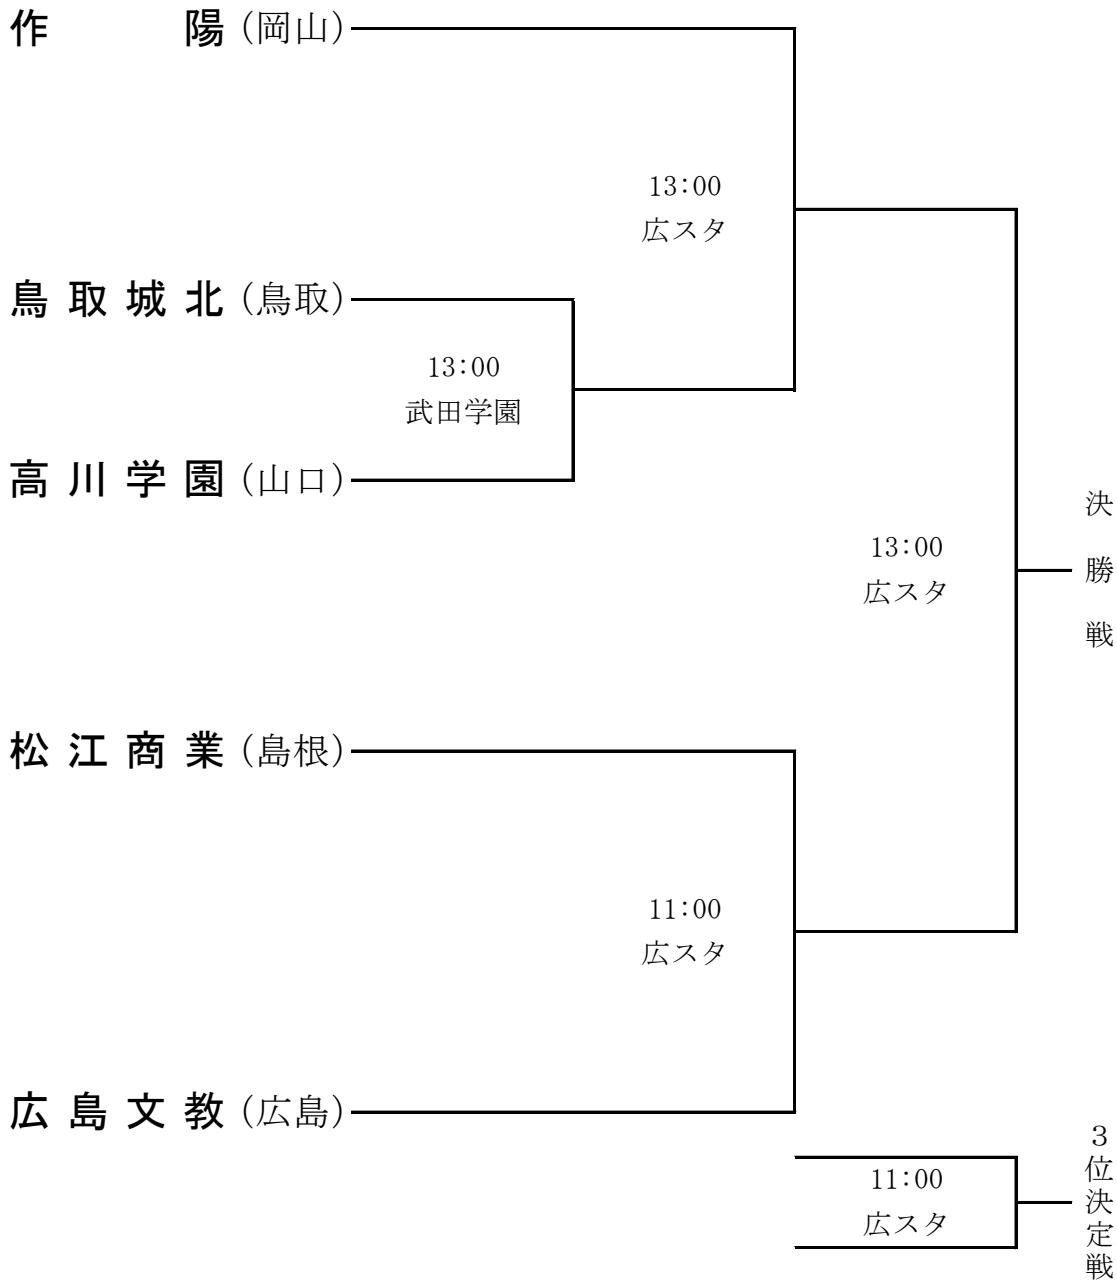 作陽(岡山)
13:00
広スタ
鳥取城北(鳥取)
13:00
武田学園
高川学園(山口)
13:00
広スタ
決勝戦
松江商業(島根)
11:00
広スタ
広島文教(広島)
11:00
広スタ
3位決定戦